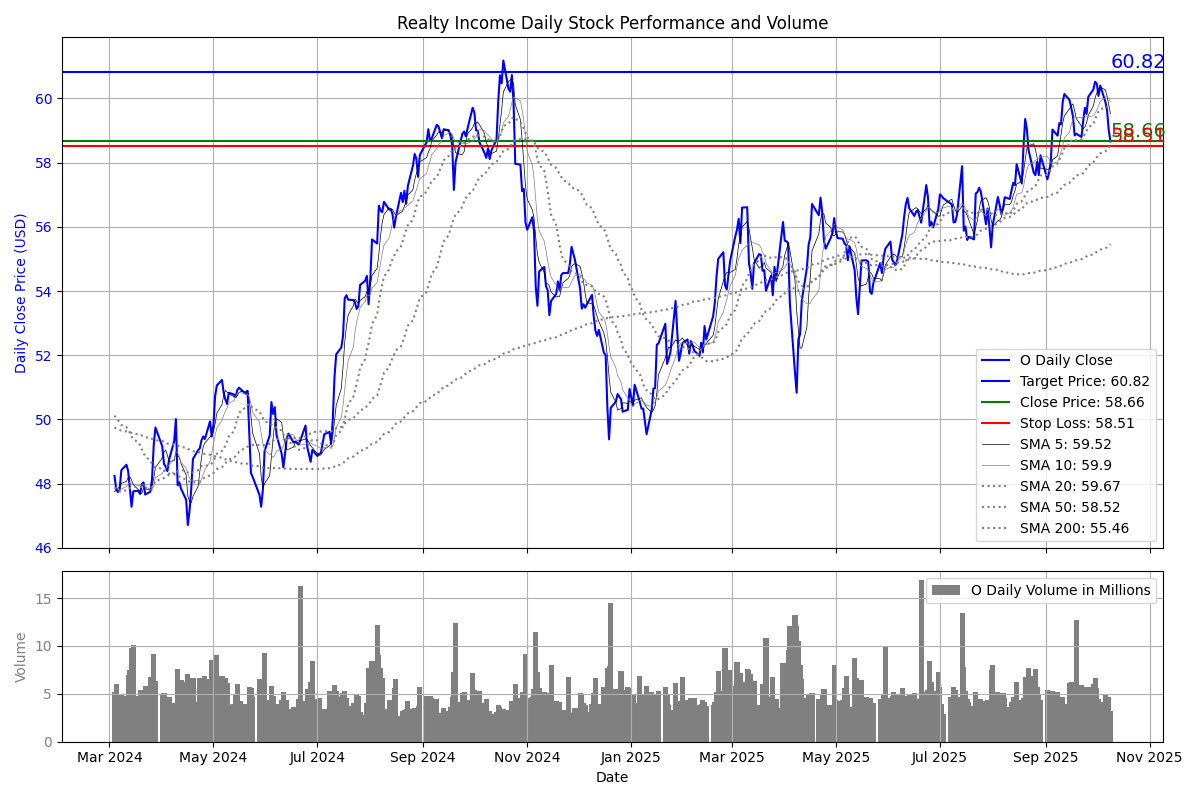 Realty Income Daily Stock Performance and Volume
Daily Close Price (USD)
60
58
56
54
52
50
48
46
60.82
58.66
58.51
O Daily Close
Target Price: 60.82
Close Price: 58.66
Stop Loss: 58.51
SMA 5: 59.52
SMA 10: 59.9
SMA 20: 59.67
SMA 50: 58.52
SMA 200: 55.46
Volume
15
10
5
0
O Daily Volume in Millions
Mar 2024 May 2024 Jul 2024 Sep 2024 Nov 2024 Jan 2025 Mar 2025 May 2025 Jul 2025 Sep 2025 Nov 2025
Date